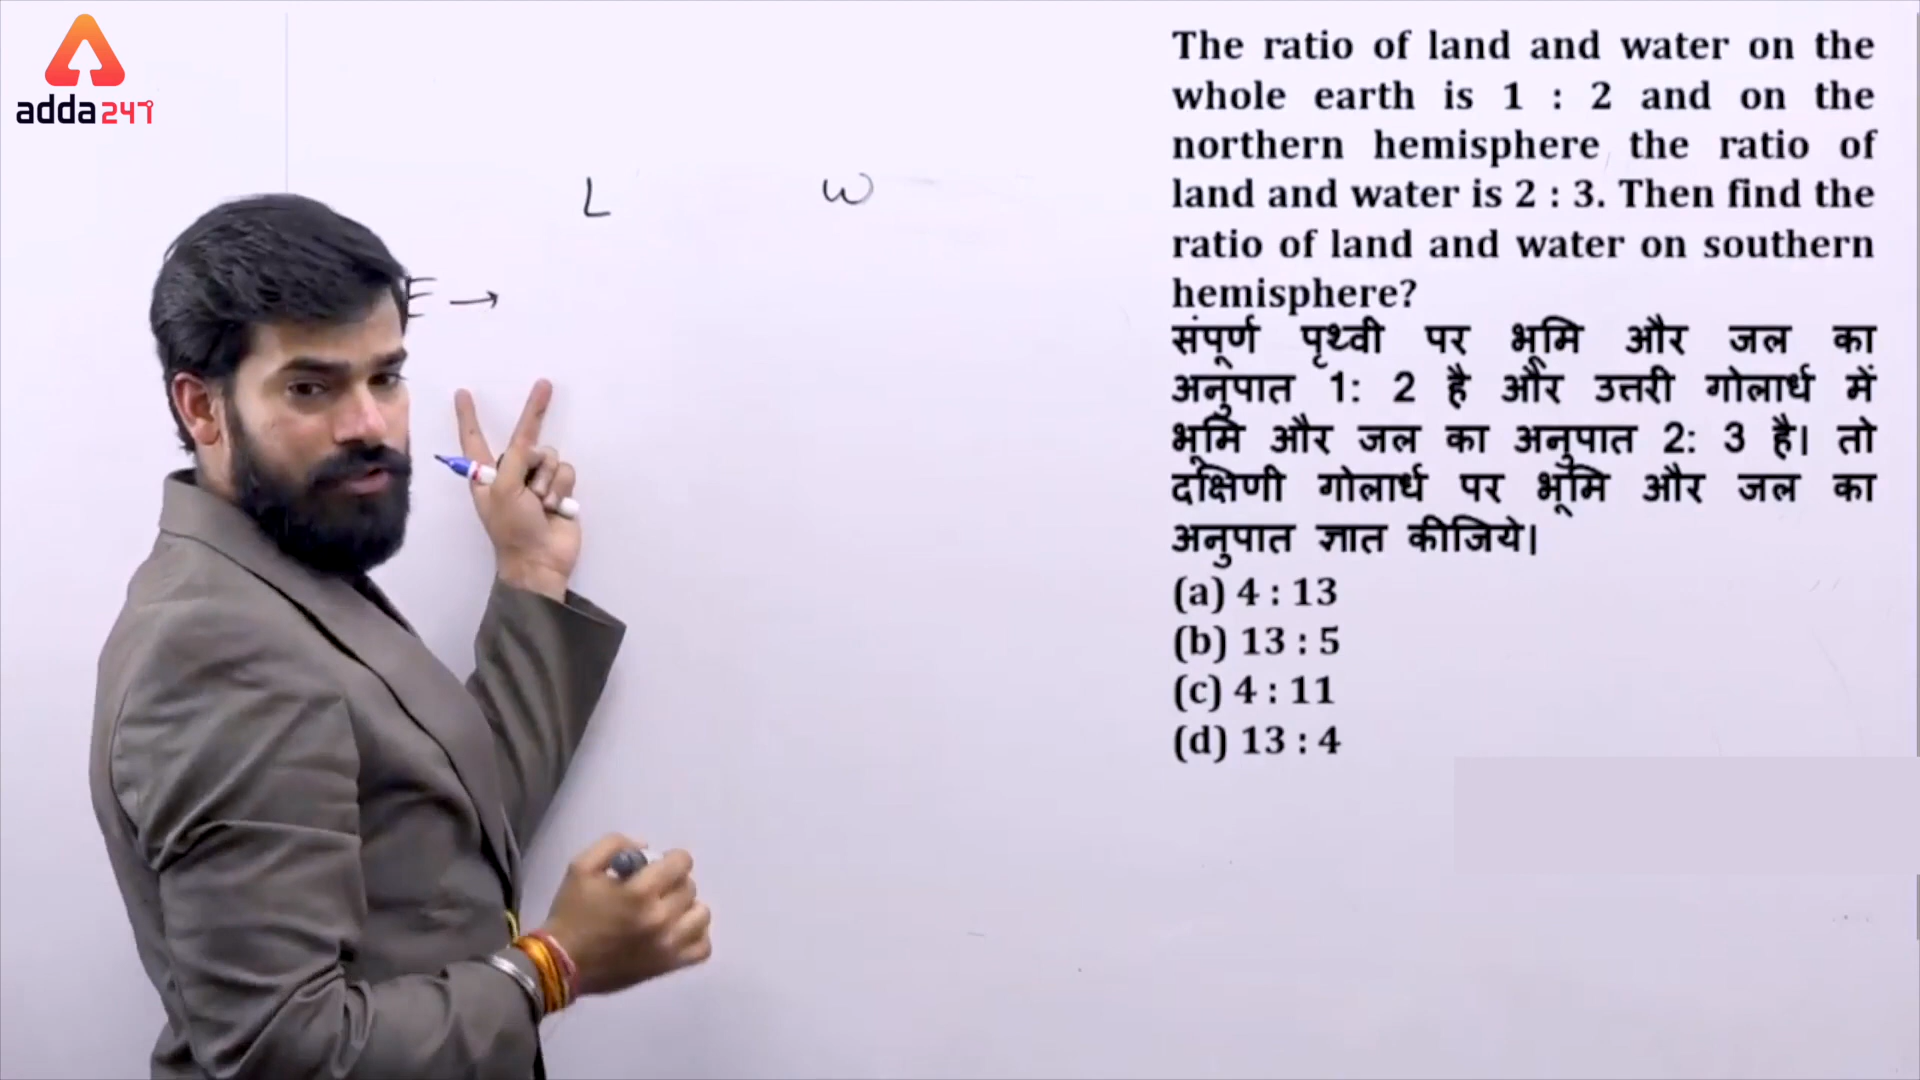 adda247
L W
E →
The ratio of land and water on the
whole earth is 1 : 2 and on the
northern hemisphere the ratio of
land and water is 2 : 3. Then find the
ratio of land and water on southern
hemisphere?
संपूर्ण पृथ्वी पर भूमि और जल का
अनुपात 1: 2 है और उत्तरी गोलार्ध में
भूमि और जल का अनुपात 2: 3 है। तो
दक्षिणी गोलार्ध पर भूमि और जल का
अनुपात ज्ञात कीजिये।
(a) 4 : 13
(b) 13 : 5
(c) 4 : 11
(d) 13 : 4